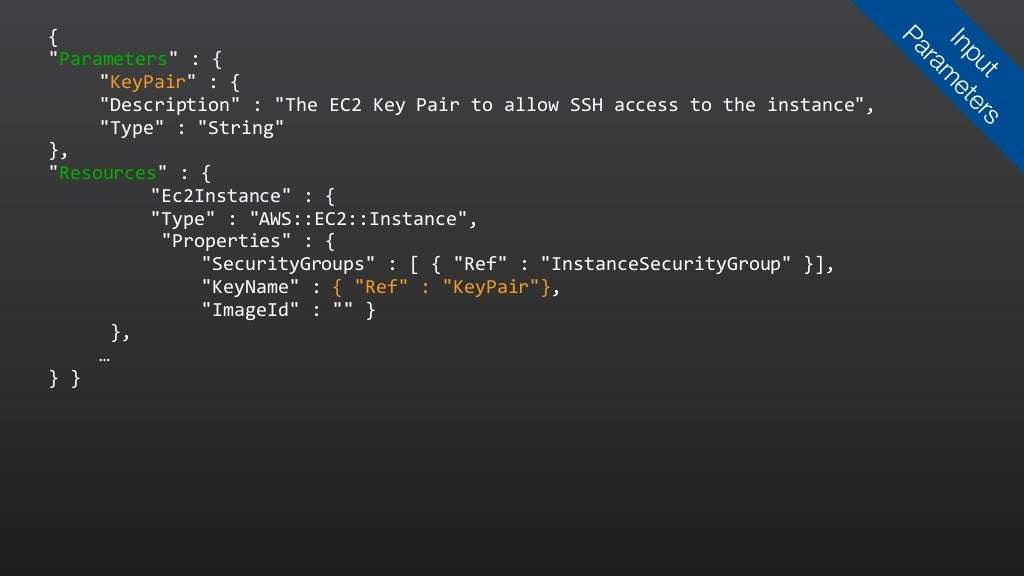 {
"Parameters" : {
"KeyPair" : {
"Description" : "The EC2 Key Pair to allow SSH access to the instance",
"Type" : "String"
},
"Resources" : {
"Ec2Instance" : {
"Type" : "AWS::EC2::Instance",
"Properties" : {
"SecurityGroups" : [ { "Ref" : "InstanceSecurityGroup" }],
"KeyName" : { "Ref" : "KeyPair"},
"ImageId" : "" }
},
…
} }
Input
Parameters